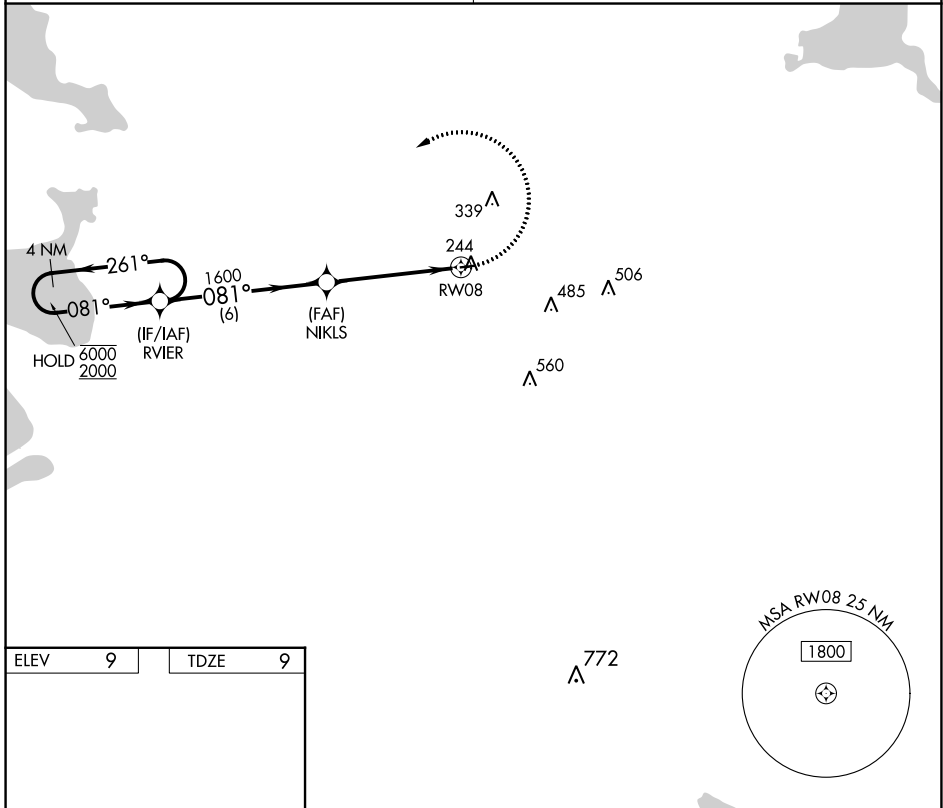 339
244
4 NM
261°
1600
081°
(6)
081°
RW08
485
506
(IF/IAF)
RVIER
(FAF)
NIKLS
HOLD 6000
2000
560
MSA RW08 25 NM
1800
ELEV 9
TDZE 9
772